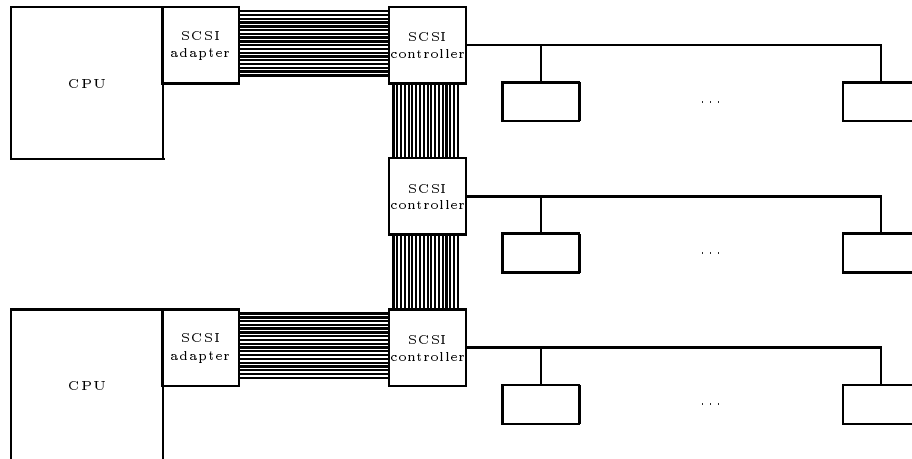 SCSI
adapter
SCSI
controller
CPU
...
SCSI
controller
...
SCSI
adapter
SCSI
controller
CPU
...